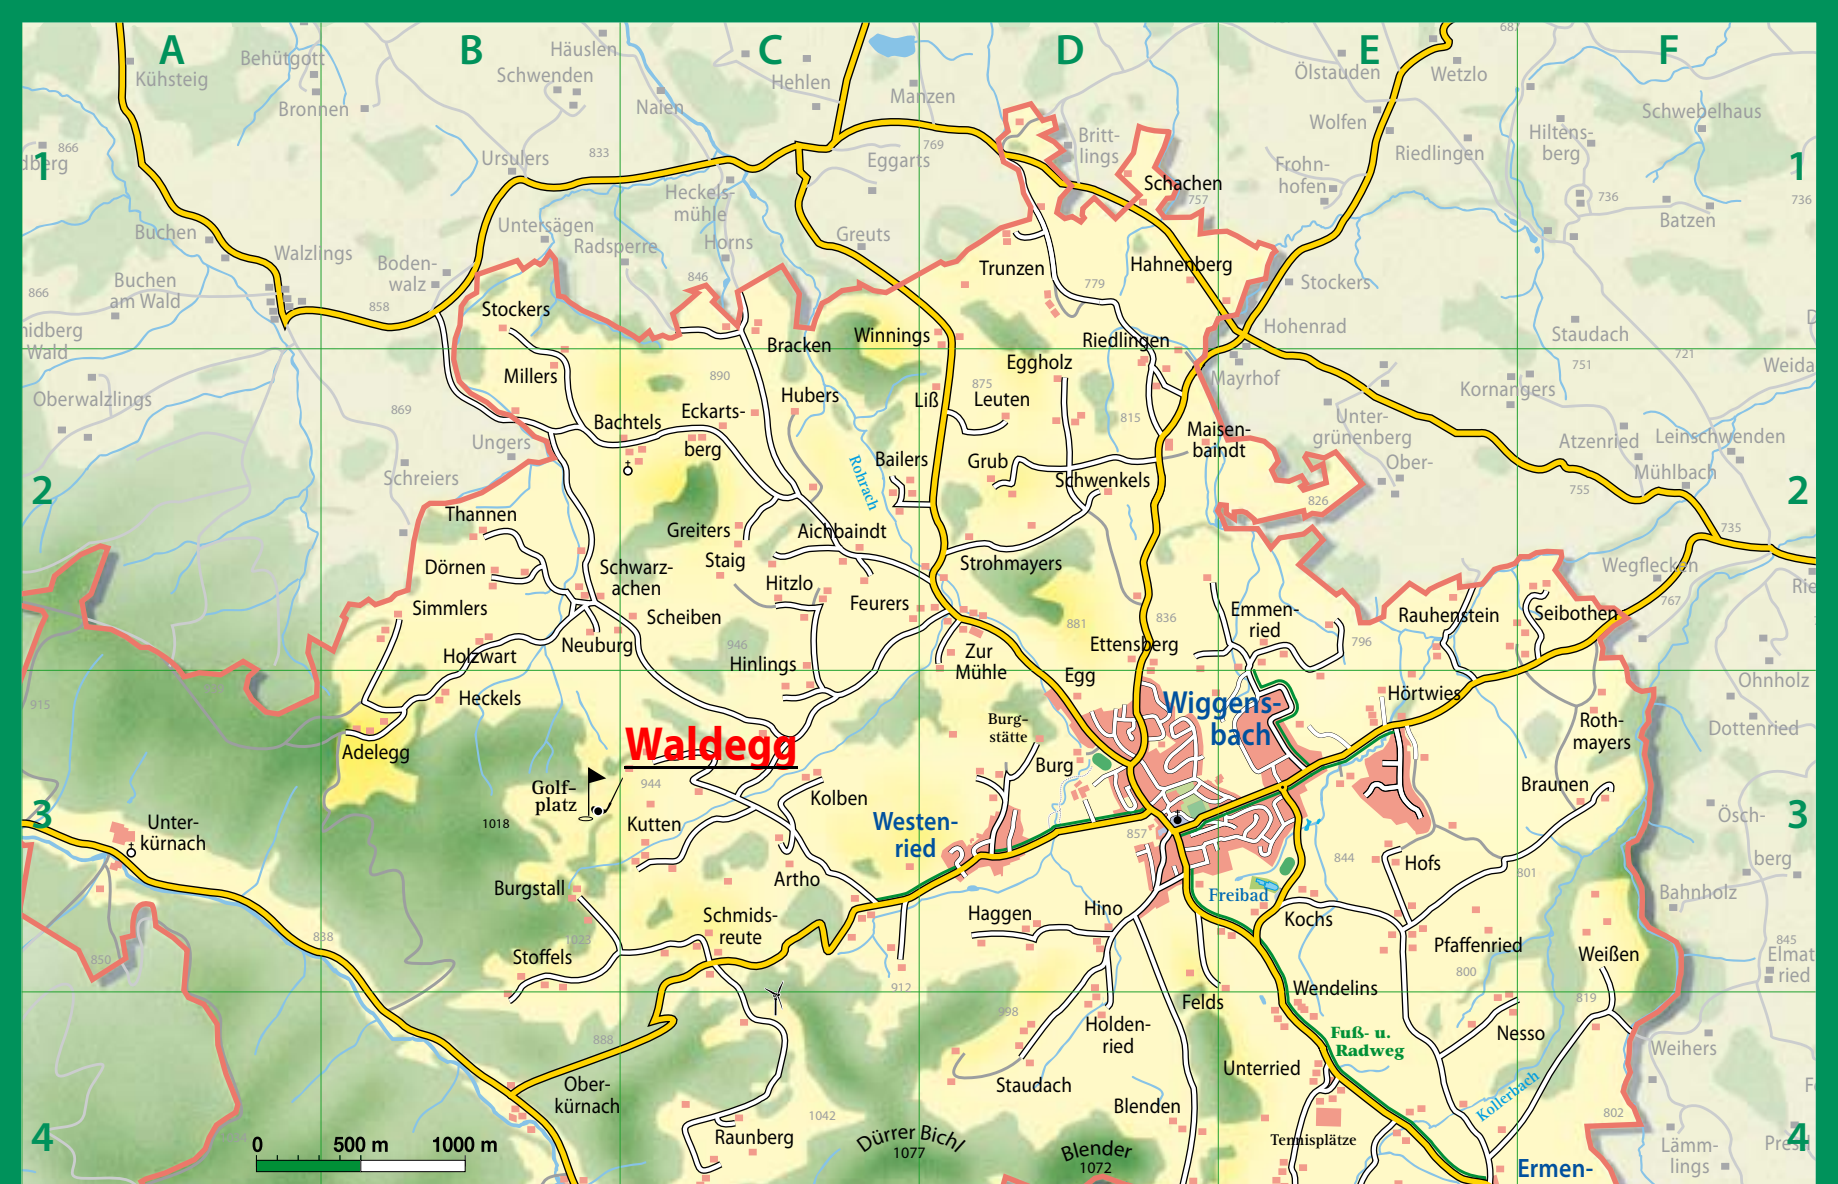 A
B
C
D
E
F
Kühsteig
Behütgott
Bronnen
Häuslen
Schwenden
Naien
Hehlen
Manzen
Ölstauden
Wetzlo
687
Schwebelhaus
1
866
dberg
Ursulers
833
Eggarts
769
Britt-
lings
Wolfen
Riedlingen
Hiltens-
berg
1
Heckels-
mühle
Schachen
757
Frohn-
hofen
736
736
Batzen
Buchen
Walzlings
Untersägen
Radsperre
Horns
Greuts
Boden-
walz
Buchen
am Wald
866
858
846
Trunzen
Hahnenberg
779
Stockers
Stockers
Hohenrad
nidberg
Wald
Bracken
Winnings
Riedlingen
Eggholz
Staudach
721
751
Weida
Millers
890
Mayrhof
Oberwalzlings
869
Hubers
Liß
875
Leuten
815
Kornangers
Ungers
Bachtels
Eckarts-
berg
Maisen-
baindt
Unter-
grünenberg
Ober-
Atzenried
Leinschwenden
Mühlbach
2
Schreiers
Rohrach
Bailers
Grub
Schwenkels
826
755
2
735
Thannen
Greiters
Aichbaindt
Staig
Strohmayers
Dörnen
Schwarz-
achen
Hitzlo
Feurers
Wegflecken
767
Rie
Simmlers
Scheiben
881
836
Emmen-
ried
796
Rauhenstein
Seibothen
Holzwart
Neuburg
946
Hinlings
Zur
Mühle
Ettensberg
Egg
915
Heckels
Wiggens-
bach
Hörtwies
Ohnholz
Adelegg
Waldegg
Burg-
stätte
Burg
Roth-
mayers
Dottenried
Golf-
platz
944
1018
Kolben
Braunen
3
Unter-
kürnach
Kutten
Westen-
ried
857
Ösch-
berg
3
Burgstall
Artho
844
Hofs
801
Freibad
Bahnholz
Schmids-
reute
Haggen
Hino
Kochs
838
1023
Stoffels
Pfaffenried
Weißen
845
Elmat
ried
850
912
Felds
Wendelins
800
819
998
Holden-
ried
Fuß- u.
Radweg
Nesso
Weihers
888
Ober-
kürnach
Staudach
Unterried
Kollerbach
802
4
0
500 m
1000 m
1042
Raunberg
Dürrer Bichl
1077
Blenden
Blender
1072
Tennisplätze
Ermen-
Lämm-
lings
4